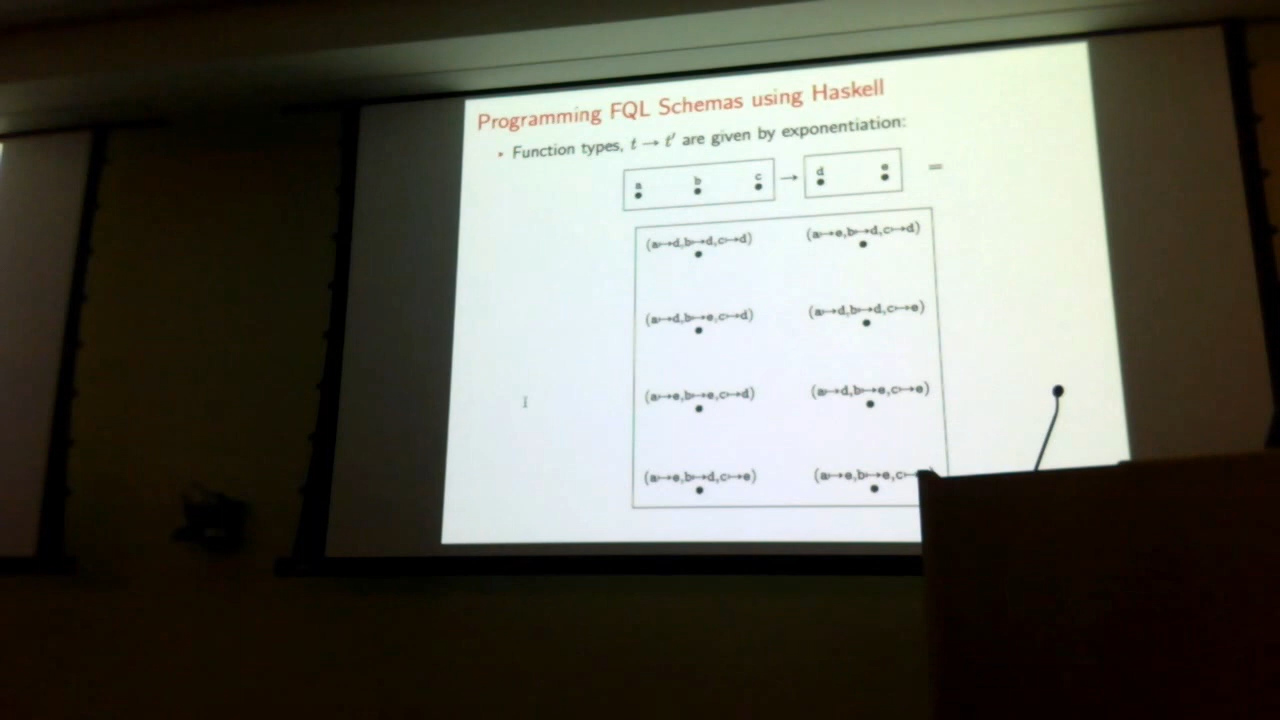 Programming FQL Schemas using Haskell
• Function types, t → t′ are given by exponentiation:
a b c → d e =
(a↦d,b↦d,c↦d) (a↦e,b↦d,c↦d)
(a↦d,b↦e,c↦d) (a↦d,b↦d,c↦e)
(a↦e,b↦e,c↦d) (a↦d,b↦e,c↦e)
(a↦e,b↦d,c↦e) (a↦e,b↦e,c